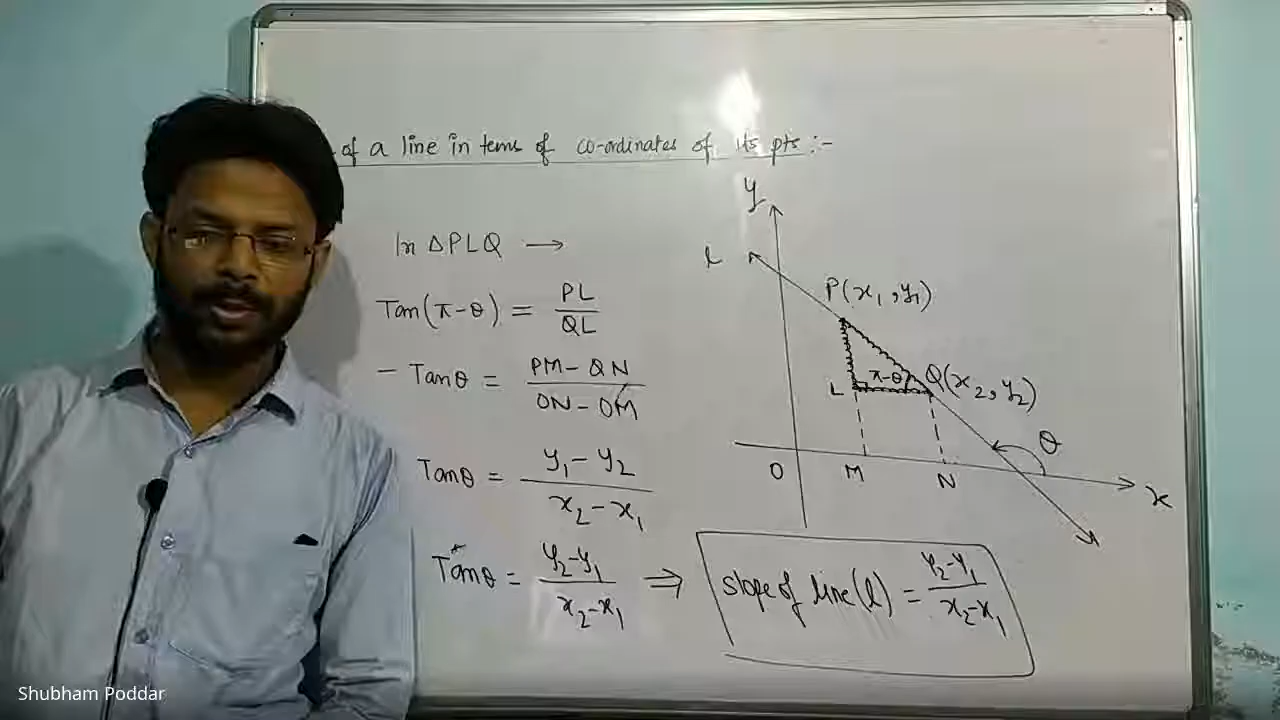 of a line in tems of co-ordinates of its pts :-
In ΔPLQ →
Tan(π-θ) = PL/QL
- Tanθ = PM - QN/ON - OM
Tanθ = y₁ - y₂/x₂ - x₁
Tanθ = y₂-y₁/x₂-x₁ ⇒ slope of line(l) = y₂-y₁/x₂-x₁
y
l
P(x₁,y₁)
L π-θ Q(x₂,y₂)
θ
O M N x
Shubham Poddar